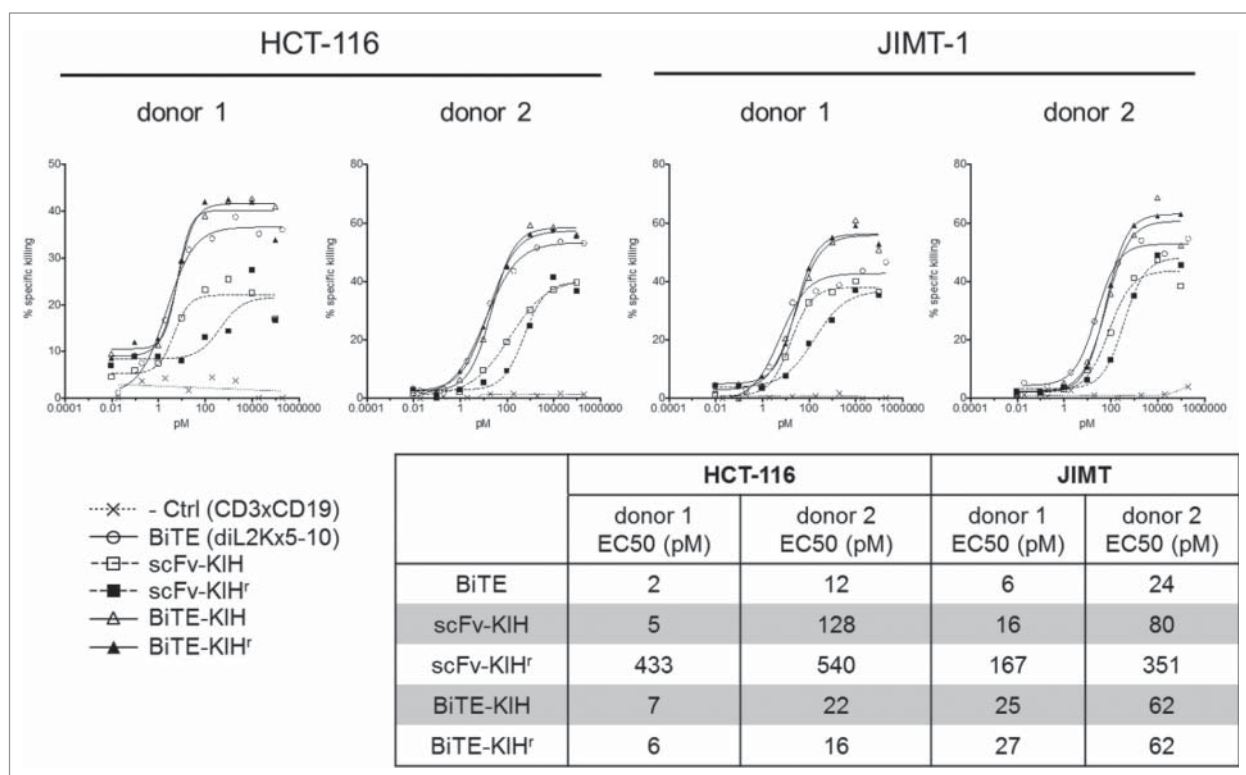 HCT-116 JIMT-1
donor 1 donor 2 donor 1 donor 2
50 80 80 80
40 60 60 60
30 40 40 40
20 20 20 20
10
0 0 0 0
% specific killing % specific killing % specific killing % specific killing
0.0001 0.01 1 100 10000 1000000
pM
0.0001 0.01 1 100 10000 1000000
pM
0.0001 0.01 1 100 10000 1000000
pM
0.0001 0.01 1 100 10000 1000000
pM
- Ctrl (CD3xCD19)
BiTE (diL2Kx5-10)
scFv-KIH
scFv-KIHʳ
BiTE-KIH
BiTE-KIHʳ
HCT-116 JIMT
donor 1 donor 2 donor 1 donor 2
EC50 (pM) EC50 (pM) EC50 (pM) EC50 (pM)
BiTE 2 12 6 24
scFv-KIH 5 128 16 80
scFv-KIHʳ 433 540 167 351
BiTE-KIH 7 22 25 62
BiTE-KIHʳ 6 16 27 62